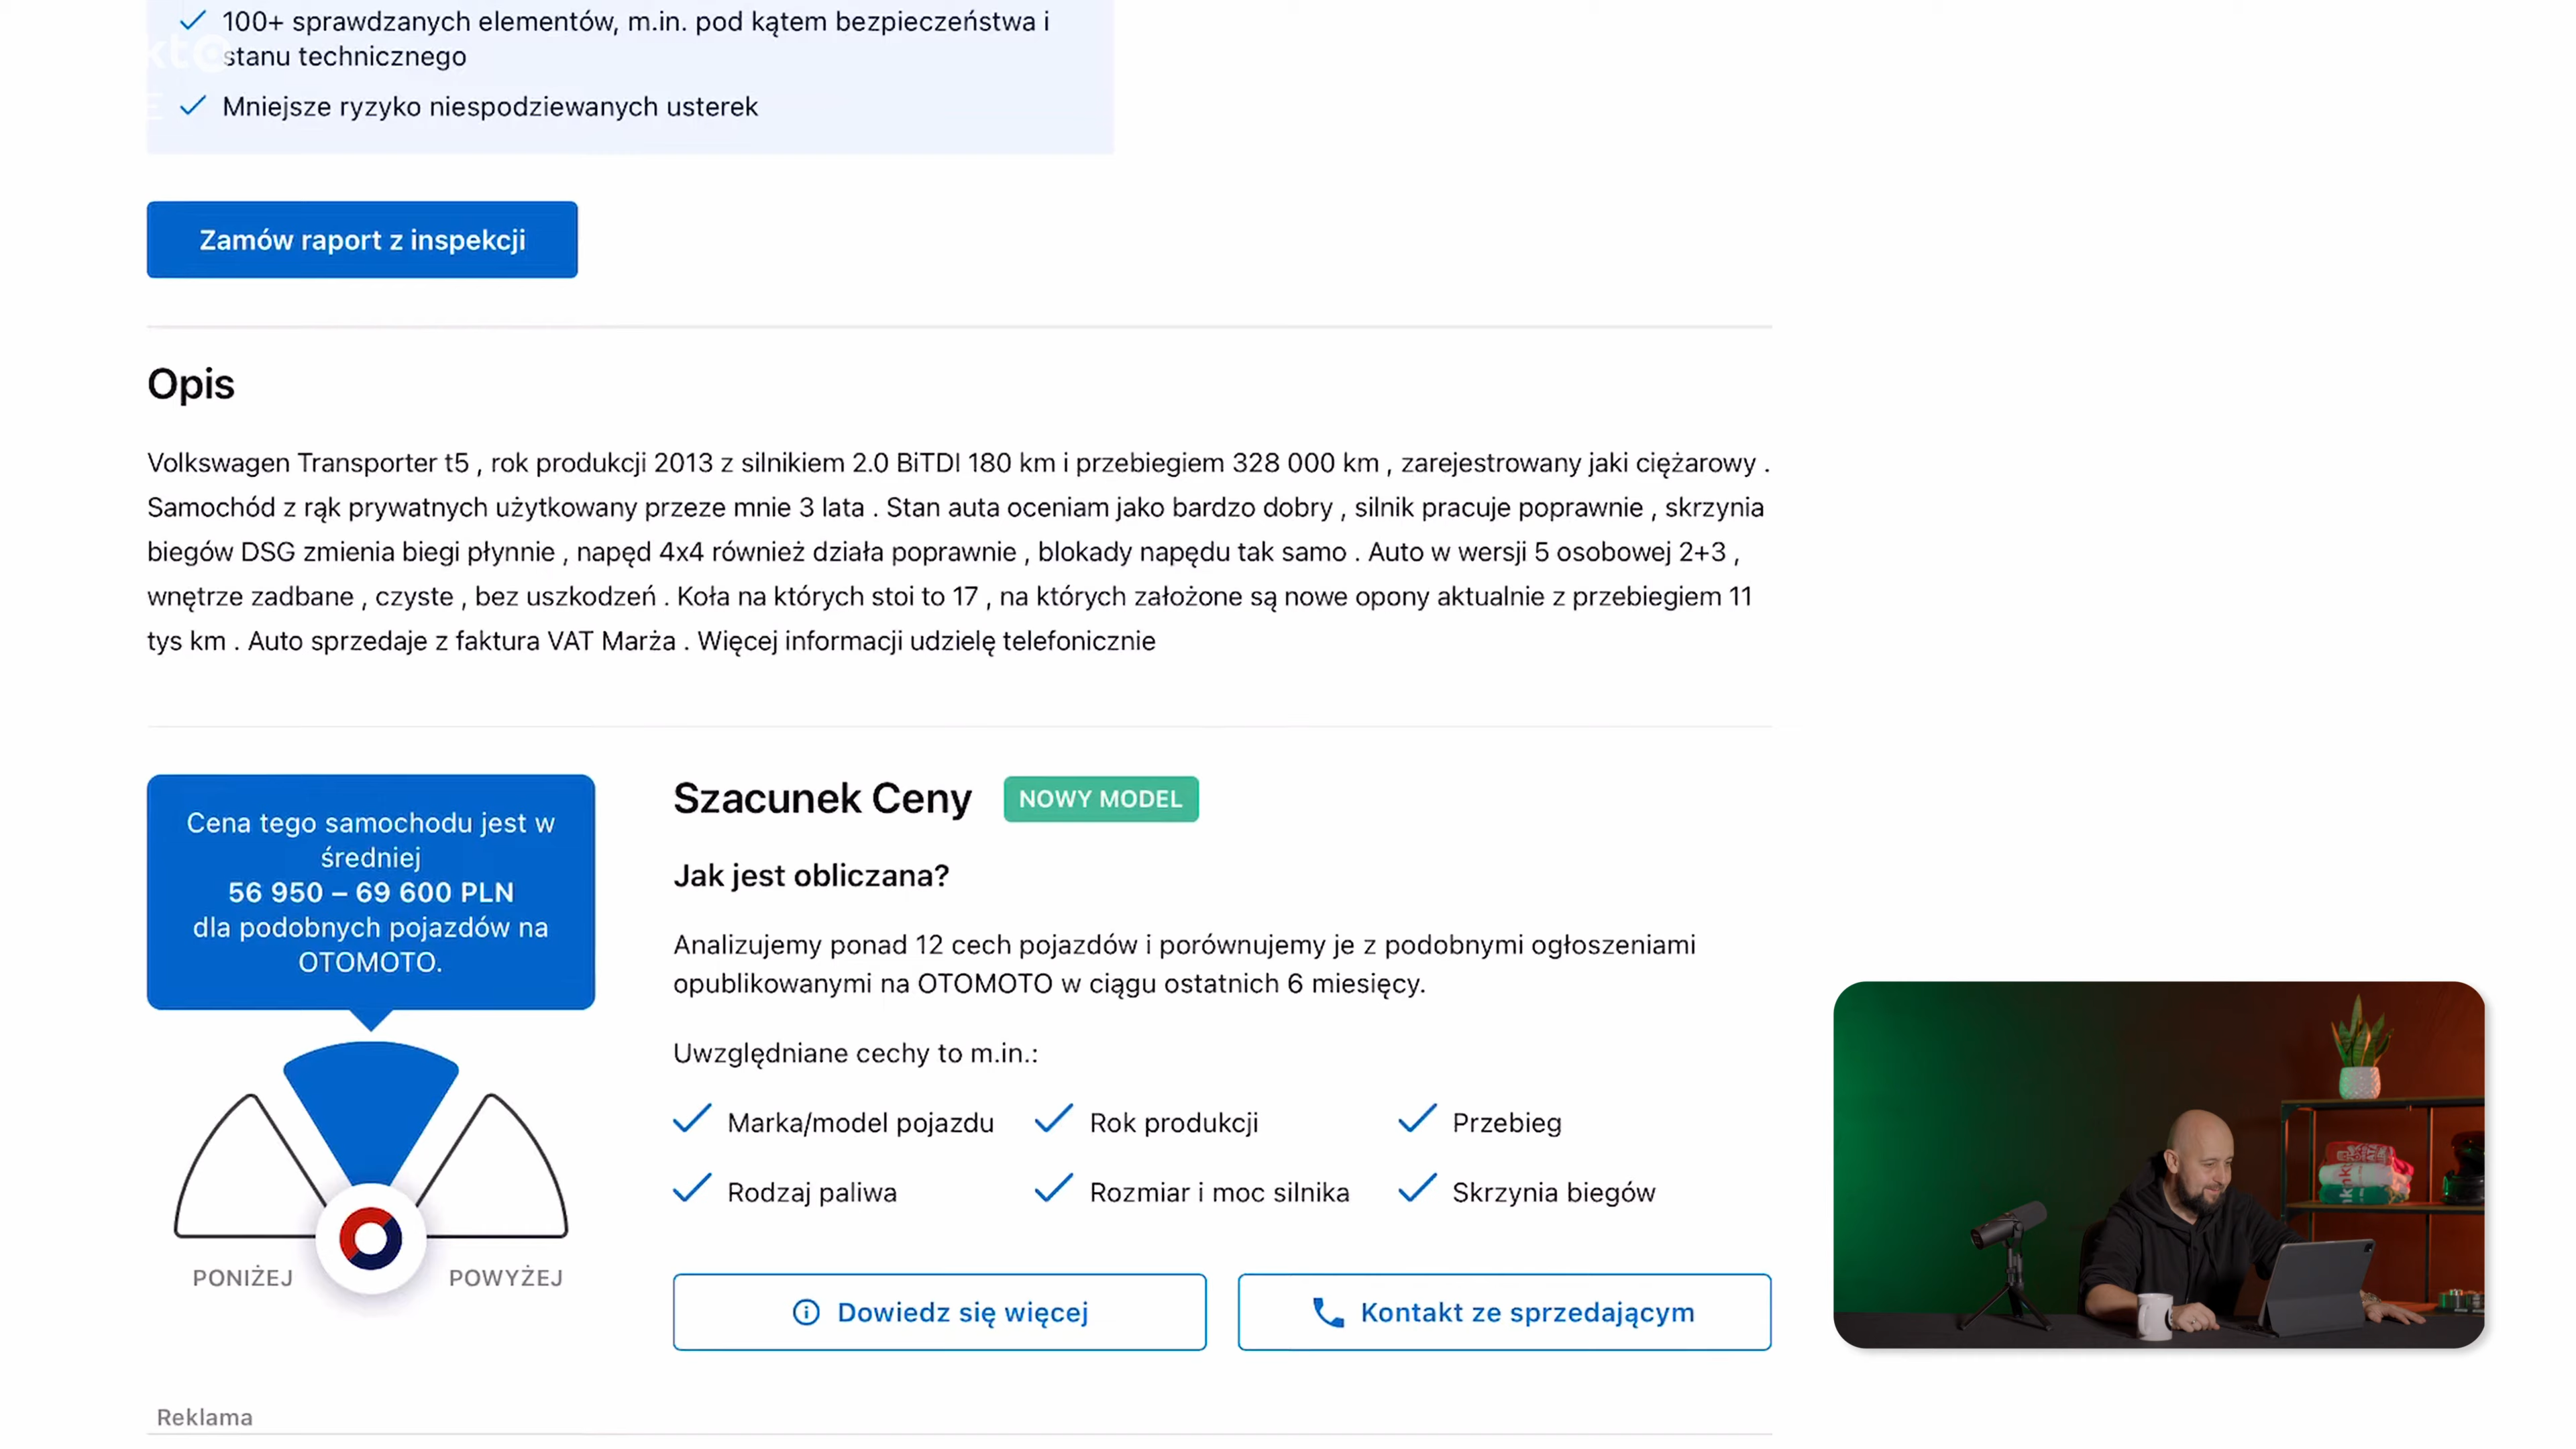 100+ sprawdzanych elementów, m.in. pod kątem bezpieczeństwa i
stanu technicznego
Mniejsze ryzyko niespodziewanych usterek
Zamów raport z inspekcji
Opis
Volkswagen Transporter t5 , rok produkcji 2013 z silnikiem 2.0 BiTDI 180 km i przebiegiem 328 000 km , zarejestrowany jaki ciężarowy .
Samochód z rąk prywatnych użytkowany przeze mnie 3 lata . Stan auta oceniam jako bardzo dobry , silnik pracuje poprawnie , skrzynia
biegów DSG zmienia biegi płynnie , napęd 4x4 również działa poprawnie , blokady napędu tak samo . Auto w wersji 5 osobowej 2+3 ,
wnętrze zadbane , czyste , bez uszkodzeń . Koła na których stoi to 17 , na których założone są nowe opony aktualnie z przebiegiem 11
tys km . Auto sprzedaje z faktura VAT Marża . Więcej informacji udzielę telefonicznie
Cena tego samochodu jest w
średniej
56 950 – 69 600 PLN
dla podobnych pojazdów na
OTOMOTO.
PONIŻEJ
POWYŻEJ
Szacunek Ceny
NOWY MODEL
Jak jest obliczana?
Analizujemy ponad 12 cech pojazdów i porównujemy je z podobnymi ogłoszeniami
opublikowanymi na OTOMOTO w ciągu ostatnich 6 miesięcy.
Uwzględniane cechy to m.in.:
Marka/model pojazdu
Rok produkcji
Przebieg
Rodzaj paliwa
Rozmiar i moc silnika
Skrzynia biegów
Dowiedz się więcej
Kontakt ze sprzedającym
Reklama